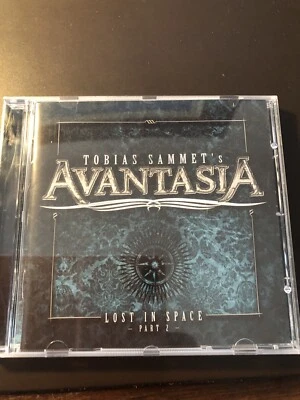 TOBIAS SAMMET's
AVANTASIA
LOST IN SPACE
- PART 2 -